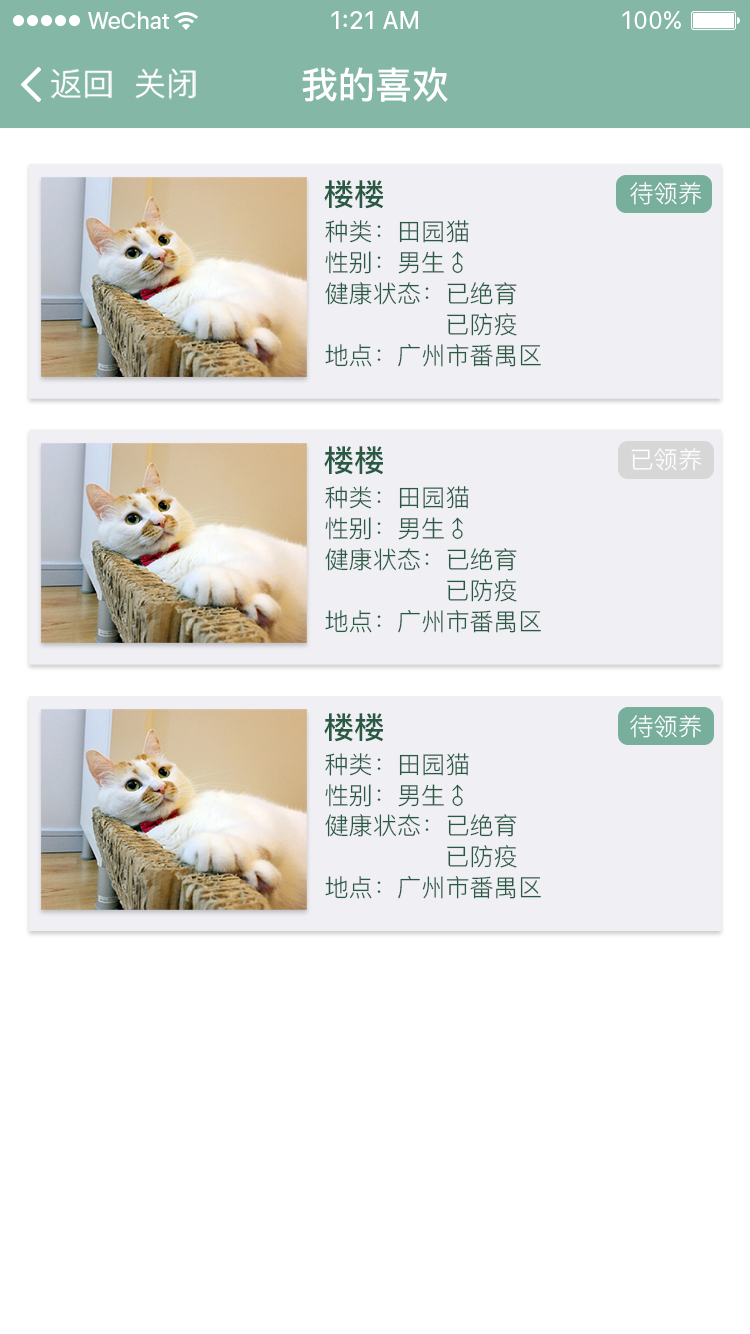 WeChat 1:21 AM 100%
返回 关闭 我的喜欢
楼楼 待领养
种类：田园猫
性别：男生♂
健康状态：已绝育
已防疫
地点：广州市番禺区
楼楼 已领养
种类：田园猫
性别：男生♂
健康状态：已绝育
已防疫
地点：广州市番禺区
楼楼 待领养
种类：田园猫
性别：男生♂
健康状态：已绝育
已防疫
地点：广州市番禺区